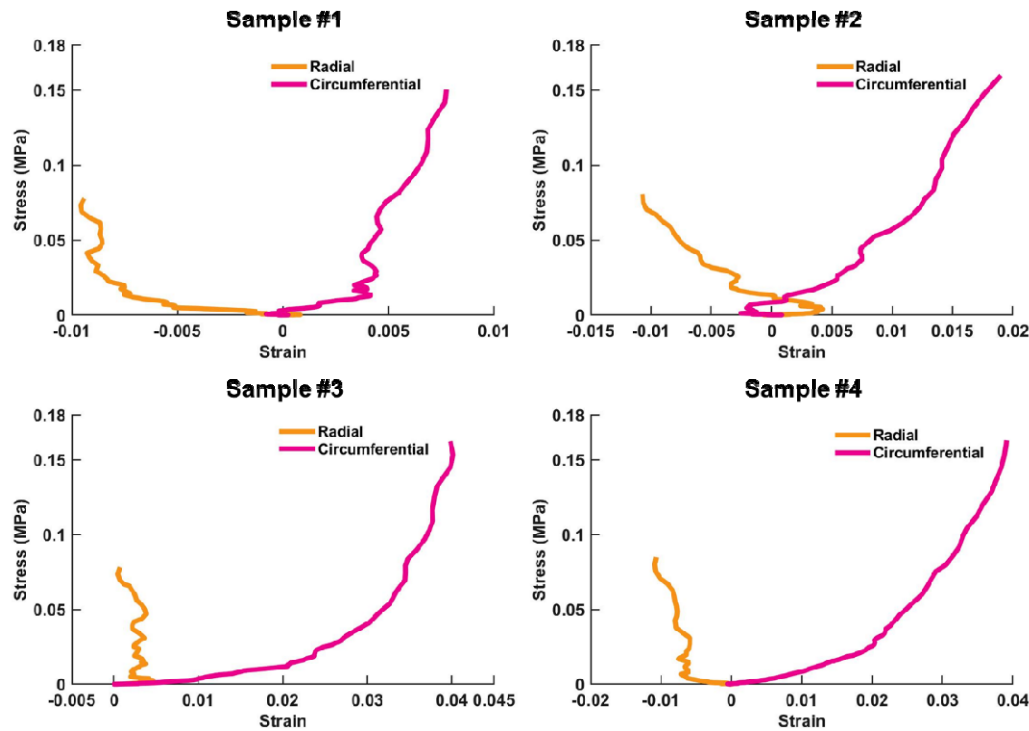 Sample #1
0.18
0.15
0.1
0.05
0
Stress (MPa)
Radial
Circumferential
-0.01
-0.005
0
0.005
0.01
Strain
Sample #2
0.18
0.15
0.1
0.05
0
Stress (MPa)
Radial
Circumferential
-0.015
-0.01
-0.005
0
0.005
0.01
0.015
0.02
Strain
Sample #3
0.18
0.15
0.1
0.05
0
Stress (MPa)
Radial
Circumferential
-0.005
0
0.01
0.02
0.03
0.04
0.045
Strain
Sample #4
0.18
0.15
0.1
0.05
0
Stress (MPa)
Radial
Circumferential
-0.02
-0.01
0
0.01
0.02
0.03
0.04
Strain